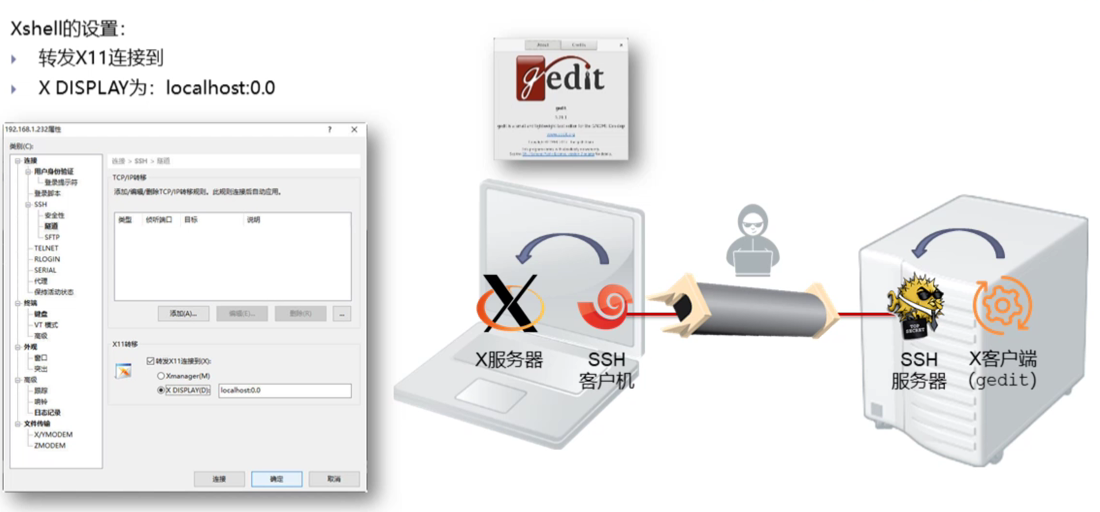 Xshell的设置：
转发X11连接到
X DISPLAY为：localhost:0.0
192.168.1.232属性
?
×
类别(C):
连接
用户身份验证
登录提示符
登录脚本
SSH
安全性
隧道
SFTP
TELNET
RLOGIN
SERIAL
代理
保持活动状态
终端
键盘
VT 模式
高级
外观
窗口
突出
高级
跟踪
响铃
日志记录
文件传输
X/YMODEM
ZMODEM
连接 > SSH > 隧道
TCP/IP转移
添加/编辑/删除TCP/IP转移规则。此规则连接后自动应用。
类型 侦听端口 目标 说明
添加(A)...
编辑(E)...
删除(R)
...
X11转移
转发X11连接到(X):
Xmanager(M)
X DISPLAY(D):
localhost:0.0
连接
确定
取消
About
Credits
gedit
gedit
X
X服务器
SSH
客户机
TOP
SECRET
SSH
服务器
X客户端
(gedit)